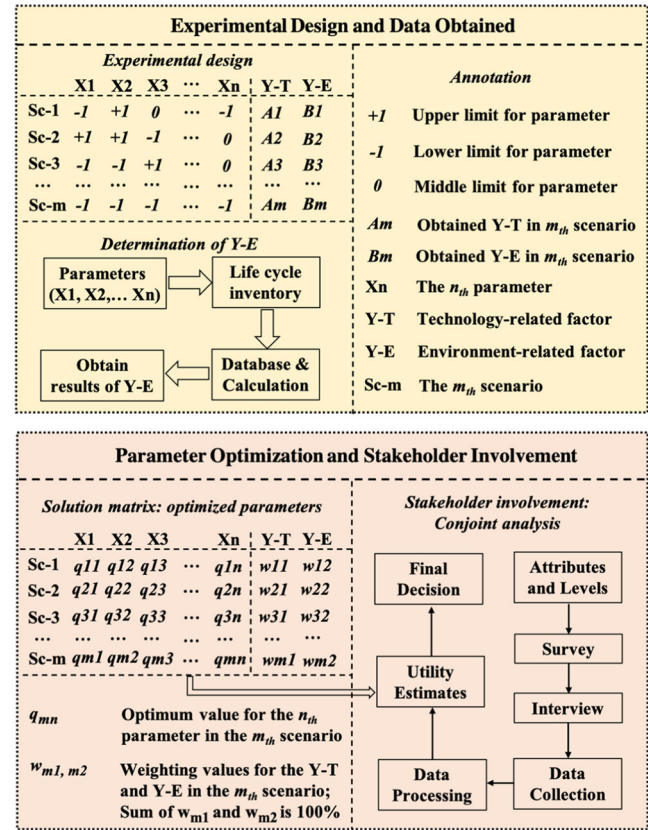 Experimental Design and Data Obtained
Experimental design
X1 X2 X3 ... Xn Y-T Y-E
Sc-1 -1 +1 0 ... -1 A1 B1
Sc-2 +1 +1 -1 ... 0 A2 B2
Sc-3 -1 -1 +1 ... 0 A3 B3
... ... ... ... ... ... ...
Sc-m -1 -1 -1 ... -1 Am Bm
Determination of Y-E
Parameters
(X1, X2,... Xn)
Life cycle
inventory
Database &
Calculation
Obtain
results of Y-E
Annotation
+1 Upper limit for parameter
-1 Lower limit for parameter
0 Middle limit for parameter
Am Obtained Y-T in mth scenario
Bm Obtained Y-E in mth scenario
Xn The nth parameter
Y-T Technology-related factor
Y-E Environment-related factor
Sc-m The mth scenario
Parameter Optimization and Stakeholder Involvement
Solution matrix: optimized parameters
X1 X2 X3 Xn Y-T Y-E
Sc-1 q11 q12 q13 ... q1n w11 w12
Sc-2 q21 q22 q23 ... q2n w21 w22
Sc-3 q31 q32 q33 ... q3n w31 w32
... ... ... ... ... ... ...
Sc-m qm1 qm2 qm3 ... qmn wm1 wm2
qmn Optimum value for the nth
parameter in the mth scenario
wm1, m2 Weighting values for the Y-T
and Y-E in the mth scenario;
Sum of wm1 and wm2 is 100%
Stakeholder involvement:
Conjoint analysis
Attributes
and Levels
Survey
Interview
Data
Collection
Data
Processing
Utility
Estimates
Final
Decision